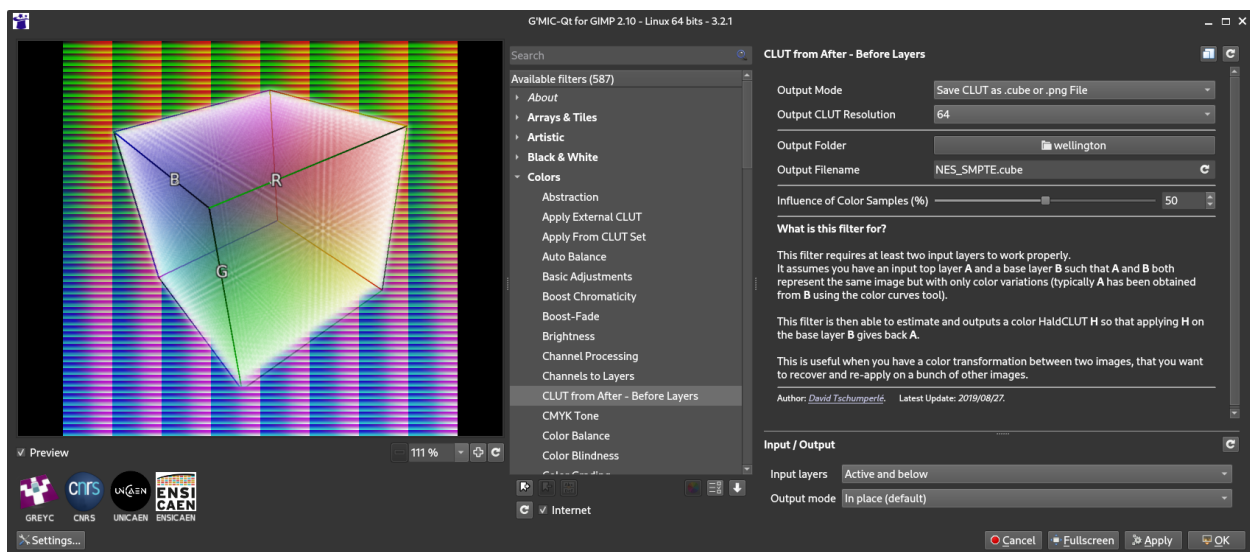 G'MIC-Qt for GIMP 2.10 - Linux 64 bits - 3.2.1
B
R
G
Preview
111 %
GREYC
cnrs
CNRS
UNICAEN
UNICAEN
ENSI
CAEN
ENSICAEN
Settings...
Search
Available filters (587)
About
Arrays & Tiles
Artistic
Black & White
Colors
Abstraction
Apply External CLUT
Apply From CLUT Set
Auto Balance
Basic Adjustments
Boost Chromaticity
Boost-Fade
Brightness
Channel Processing
Channels to Layers
CLUT from After - Before Layers
CMYK Tone
Color Balance
Color Blindness
Color Grading
Internet
CLUT from After - Before Layers
Output Mode Save CLUT as .cube or .png File
Output CLUT Resolution 64
Output Folder wellington
Output Filename NES_SMPTE.cube
Influence of Color Samples (%) 50
What is this filter for?
This filter requires at least two input layers to work properly.
It assumes you have an input top layer A and a base layer B such that A and B both
represent the same image but with only color variations (typically A has been obtained
from B using the color curves tool).
This filter is then able to estimate and outputs a color HaldCLUT H so that applying H on
the base layer B gives back A.
This is useful when you have a color transformation between two images, that you want
to recover and re-apply on a bunch of other images.
Author: David Tschumperlé. Latest Update: 2019/08/27.
Input / Output
Input layers Active and below
Output mode In place (default)
Cancel Fullscreen Apply OK